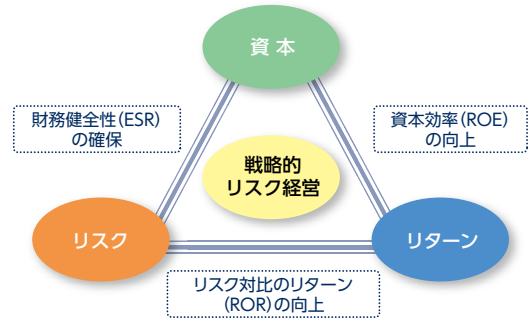 資本
財務健全性(ESR)
の確保
資本効率(ROE)
の向上
戦略的
リスク経営
リスク
リターン
リスク対比のリターン
(ROR)の向上